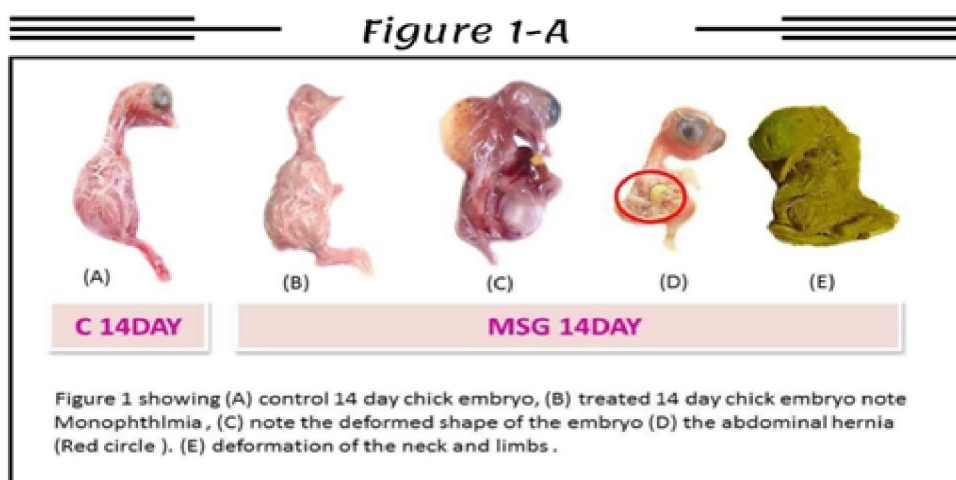 Figure 1-A
(A)
(B)
(C)
(D)
(E)
C 14DAY
MSG 14DAY
Figure 1 showing (A) control 14 day chick embryo, (B) treated 14 day chick embryo note
Monophthlmia , (C) note the deformed shape of the embryo (D) the abdominal hernia
(Red circle ). (E) deformation of the neck and limbs .